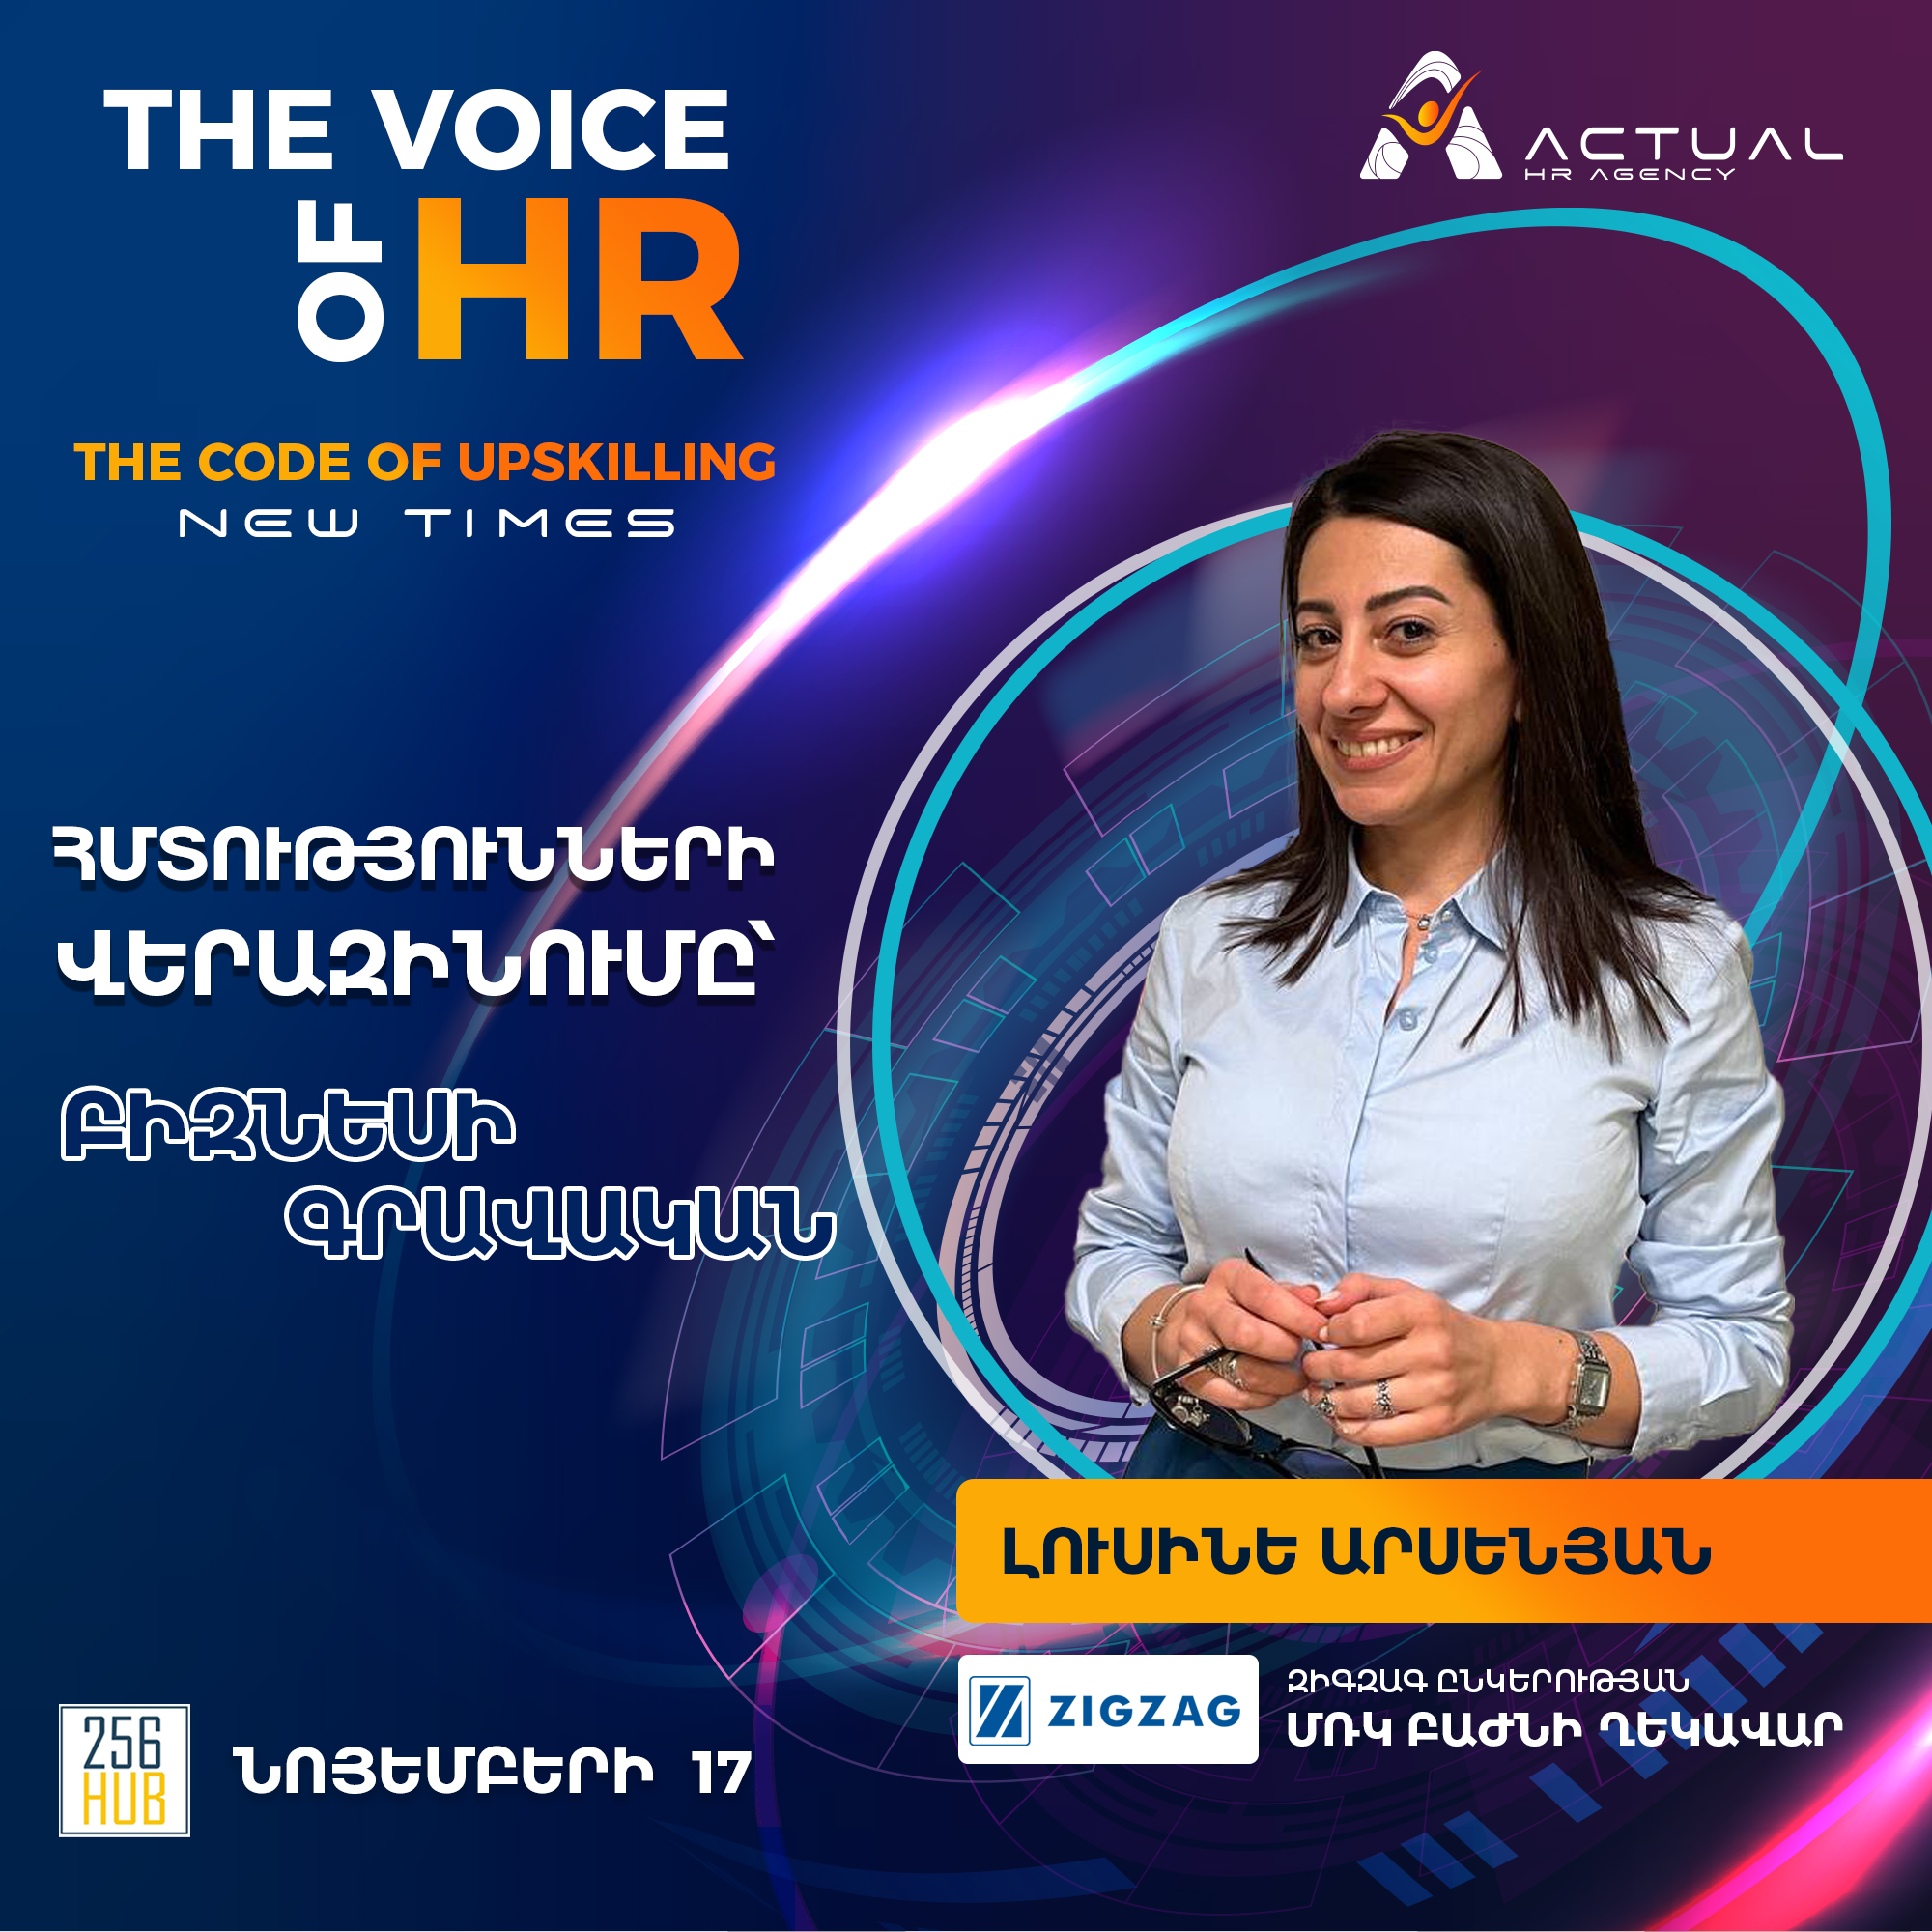 THE VOICE
OF HR
THE CODE OF UPSKILLING
NEW TIMES
ACTUAL
HR AGENCY
ՀՄՏՈՒԹՅՈՒՆՆԵՐԻ
ՎԵՐԱԶԻՆՈՒՄԸ՝
ԲԻԶՆԵՍԻ
ԳՐԱՎԱԿԱՆ
ԼՈՒՍԻՆԵ ԱՐՍԵՆՅԱՆ
ZIGZAG
ԶԻԳԶԱԳ ԸՆԿԵՐՈՒԹՅԱՆ
ՄՌԿ ԲԱԺՆԻ ՂԵԿԱՎԱՐ
256
HUB
ՆՈՅԵՄԲԵՐԻ 17